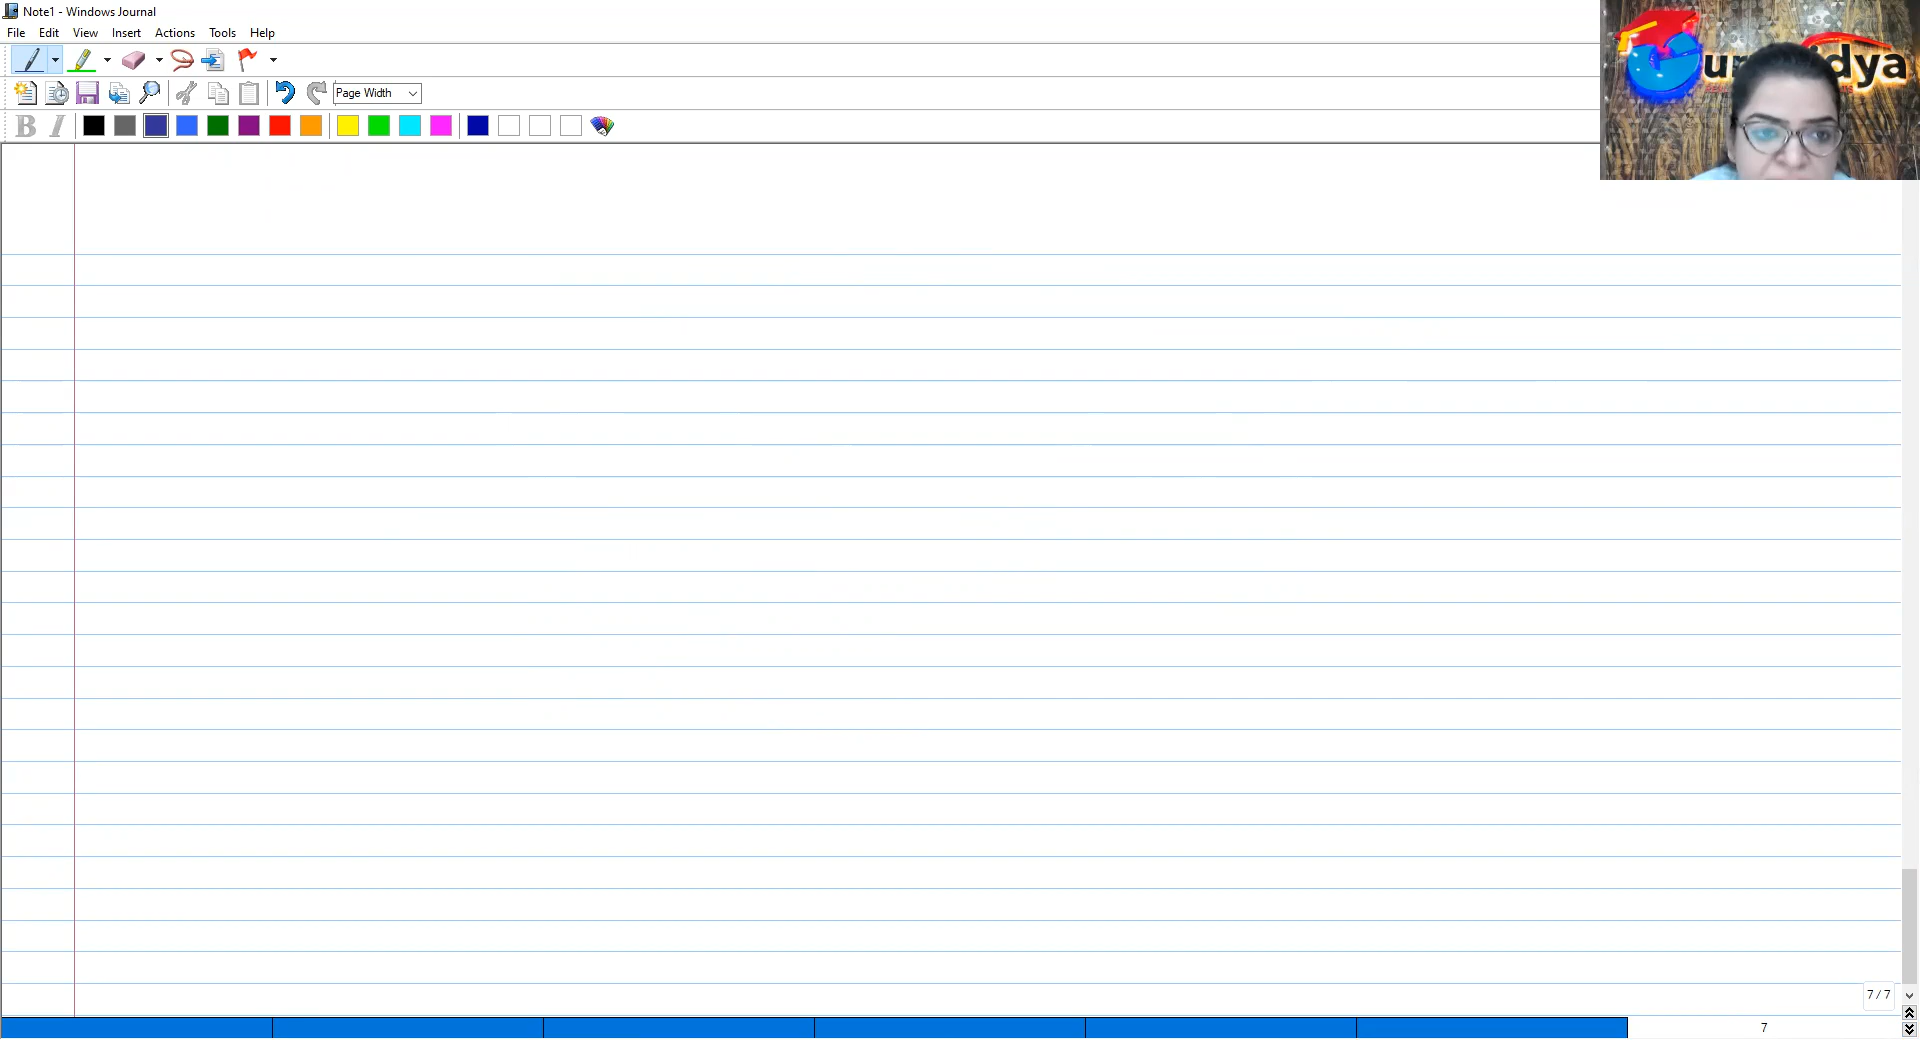 Note1 - Windows Journal
File Edit View Insert Actions Tools Help
Page Width
B I
7 / 7
7